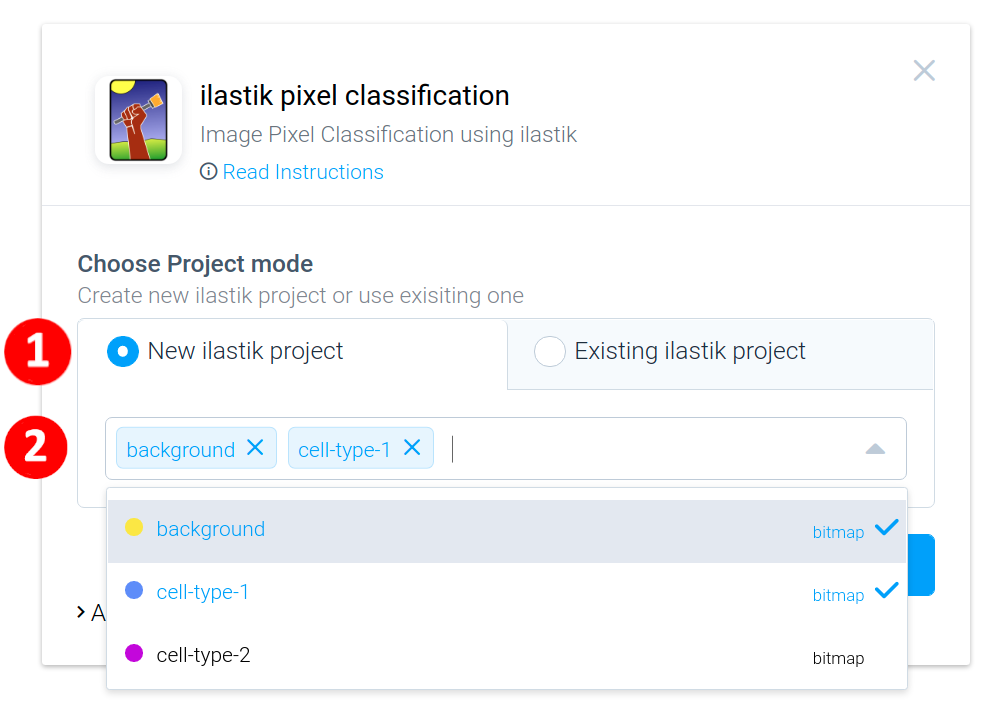 ilastik pixel classification
Image Pixel Classification using ilastik
Read Instructions
Choose Project mode
Create new ilastik project or use exisiting one
1
New ilastik project
Existing ilastik project
2
background
cell-type-1
background bitmap
cell-type-1 bitmap
A
cell-type-2 bitmap